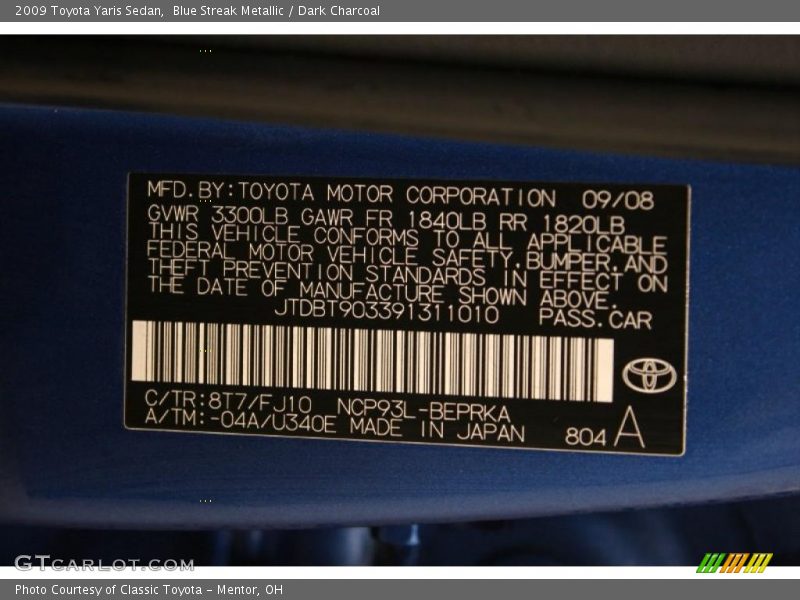 2009 Toyota Yaris Sedan,  Blue Streak Metallic / Dark Charcoal
MFD. BY: TOYOTA MOTOR CORPORATION 09/08
GVWR 3300LB GAWR FR 1840LB RR 1820LB
THIS VEHICLE CONFORMS TO ALL APPLICABLE
FEDERAL MOTOR VEHICLE SAFETY, BUMPER, AND
THEFT PREVENTION STANDARDS IN EFFECT ON
THE DATE OF MANUFACTURE SHOWN ABOVE.
JTDBT903391311010 PASS. CAR
C/TR: 8T7/FJ10 NCP93L-BEPRKA
A/TM: -04A/U340E MADE IN JAPAN 804 A
GTcarlot.com
Photo Courtesy of Classic Toyota - Mentor, OH